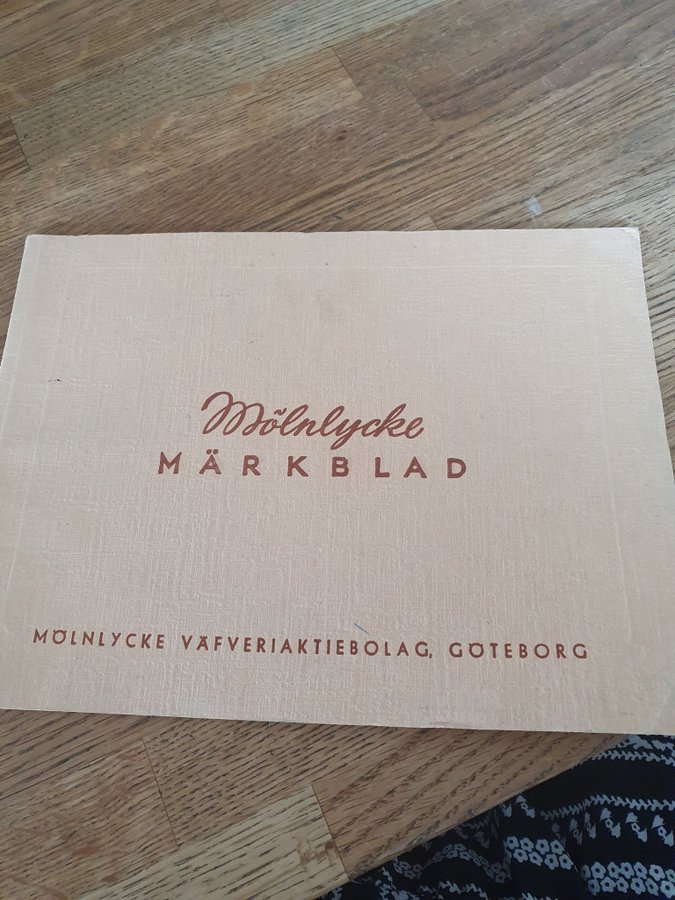 Mölnlycke
MÄRKBLAD
MÖLNLYCKE VÄFVERIAKTIEBOLAG, GÖTEBORG